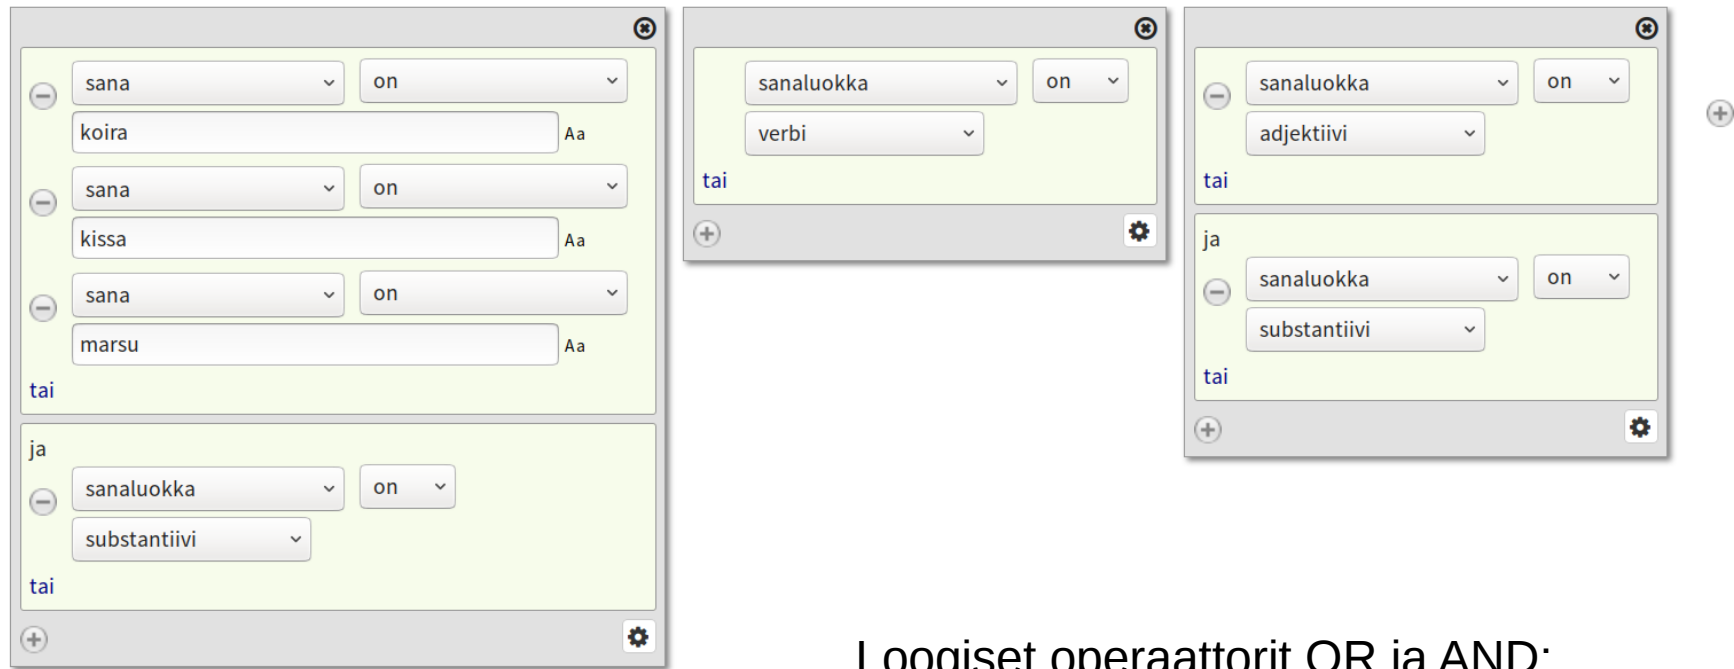 sana on
koira Aa
sana on
kissa Aa
sana on
marsu Aa
tai
ja
sanaluokka on
substantiivi
tai
sanaluokka on
verbi
tai
sanaluokka on
adjektiivi
tai
ja
sanaluokka on
substantiivi
tai
Loogiset operaattorit OR ja AND: